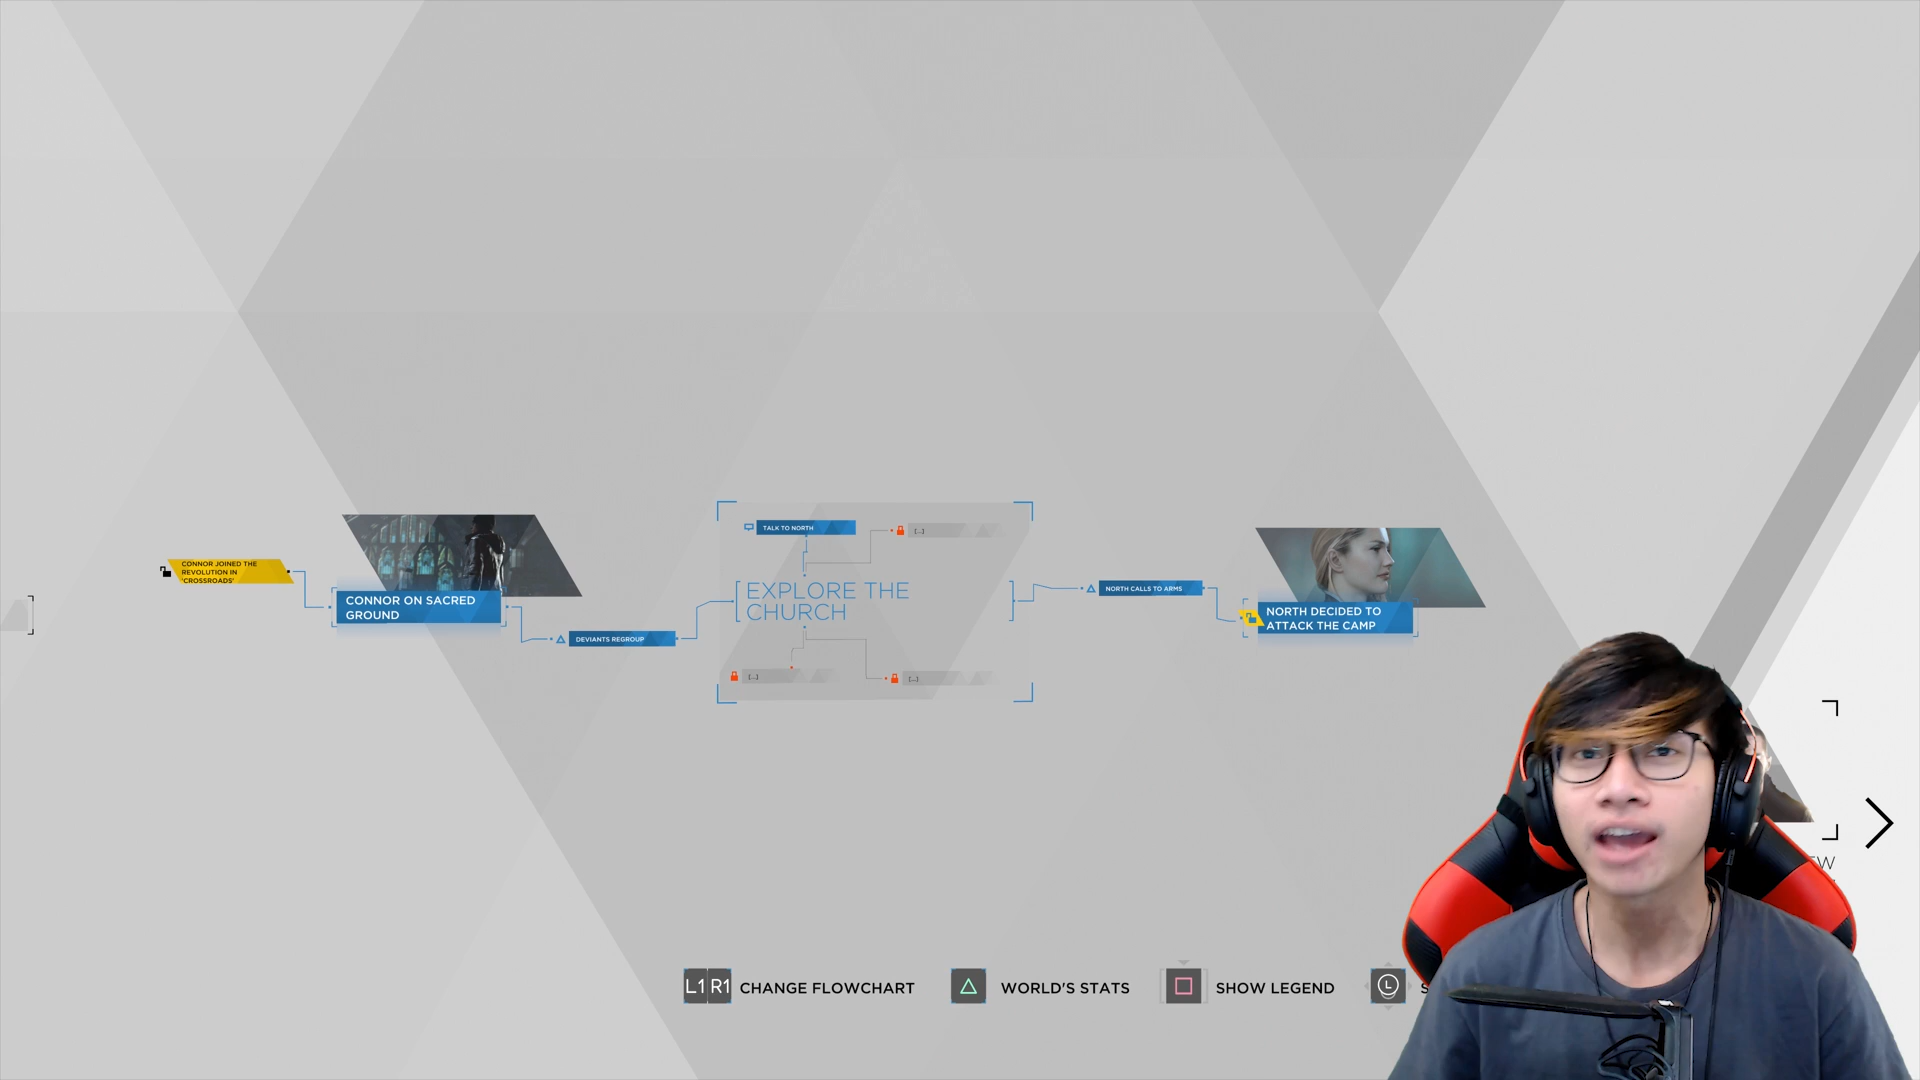 CONNOR JOINED THE
REVOLUTION IN
'CROSSROADS'
CONNOR ON SACRED
GROUND
DEVIANTS REGROUP
TALK TO NORTH
[...]
EXPLORE THE
CHURCH
[...]
[...]
NORTH CALLS TO ARMS
NORTH DECIDED TO
ATTACK THE CAMP
L1 R1 CHANGE FLOWCHART
WORLD'S STATS
SHOW LEGEND
L